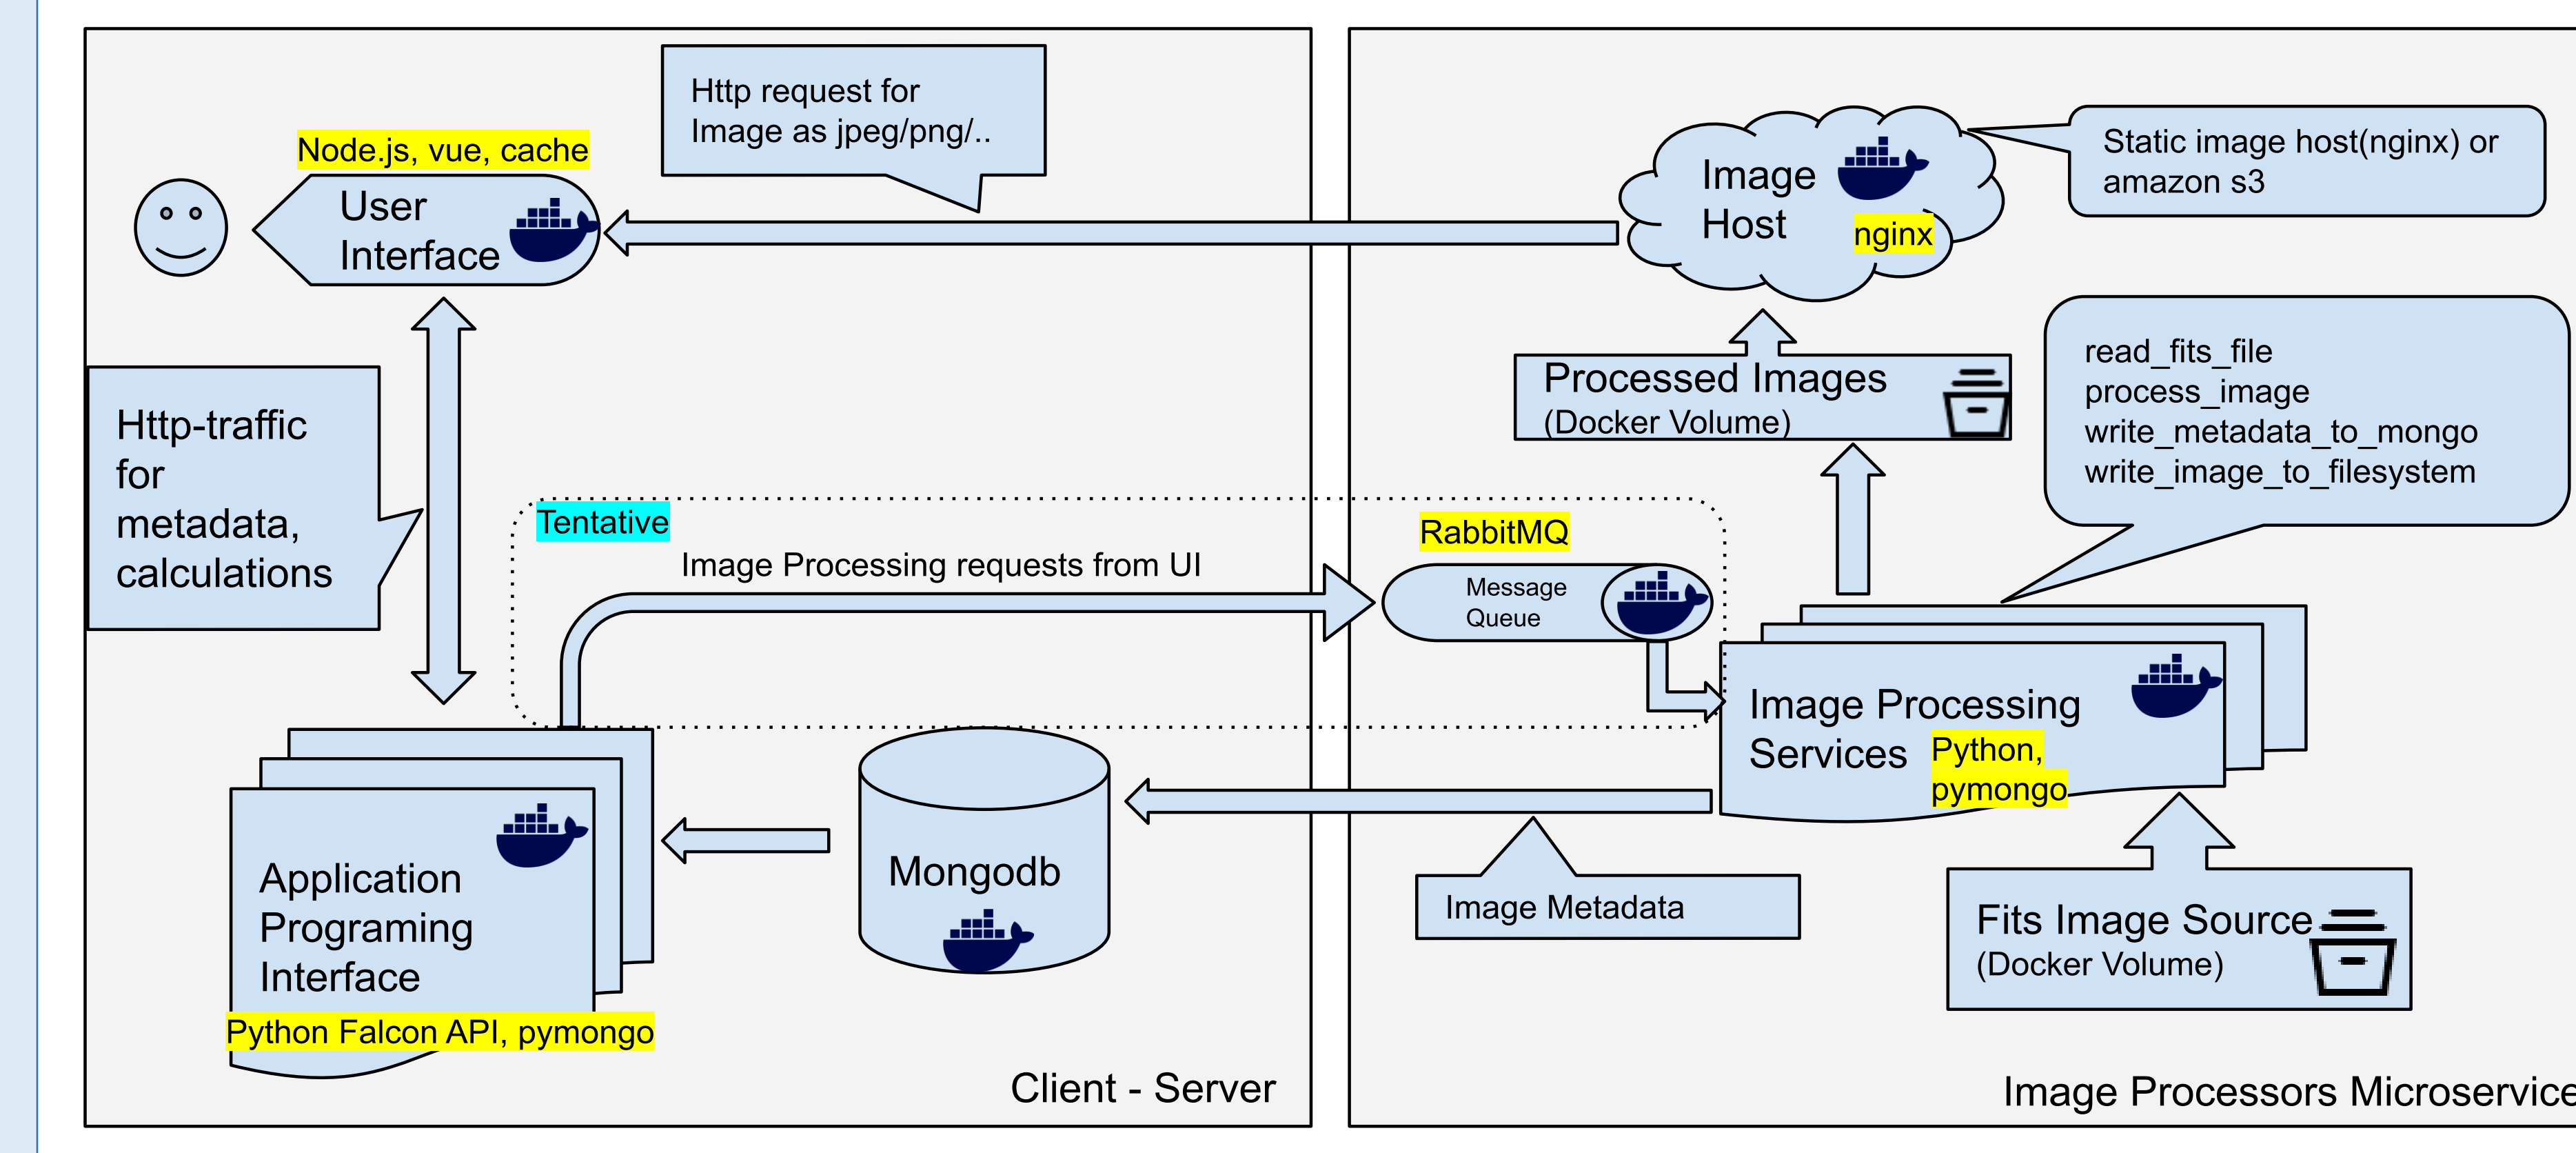 Http request for
Image as jpeg/png/..
Node.js, vue, cache
User
Interface
Http-traffic
for
metadata,
calculations
Tentative
Image Processing requests from UI
Application
Programing
Interface
Python Falcon API, pymongo
Mongodb
Client - Server
Image
Host
nginx
Static image host(nginx) or
amazon s3
Processed Images
(Docker Volume)
read_fits_file
process_image
write_metadata_to_mongo
write_image_to_filesystem
RabbitMQ
Message
Queue
Image Processing
Services
Python,
pymongo
Image Metadata
Fits Image Source
(Docker Volume)
Image Processors Microservice